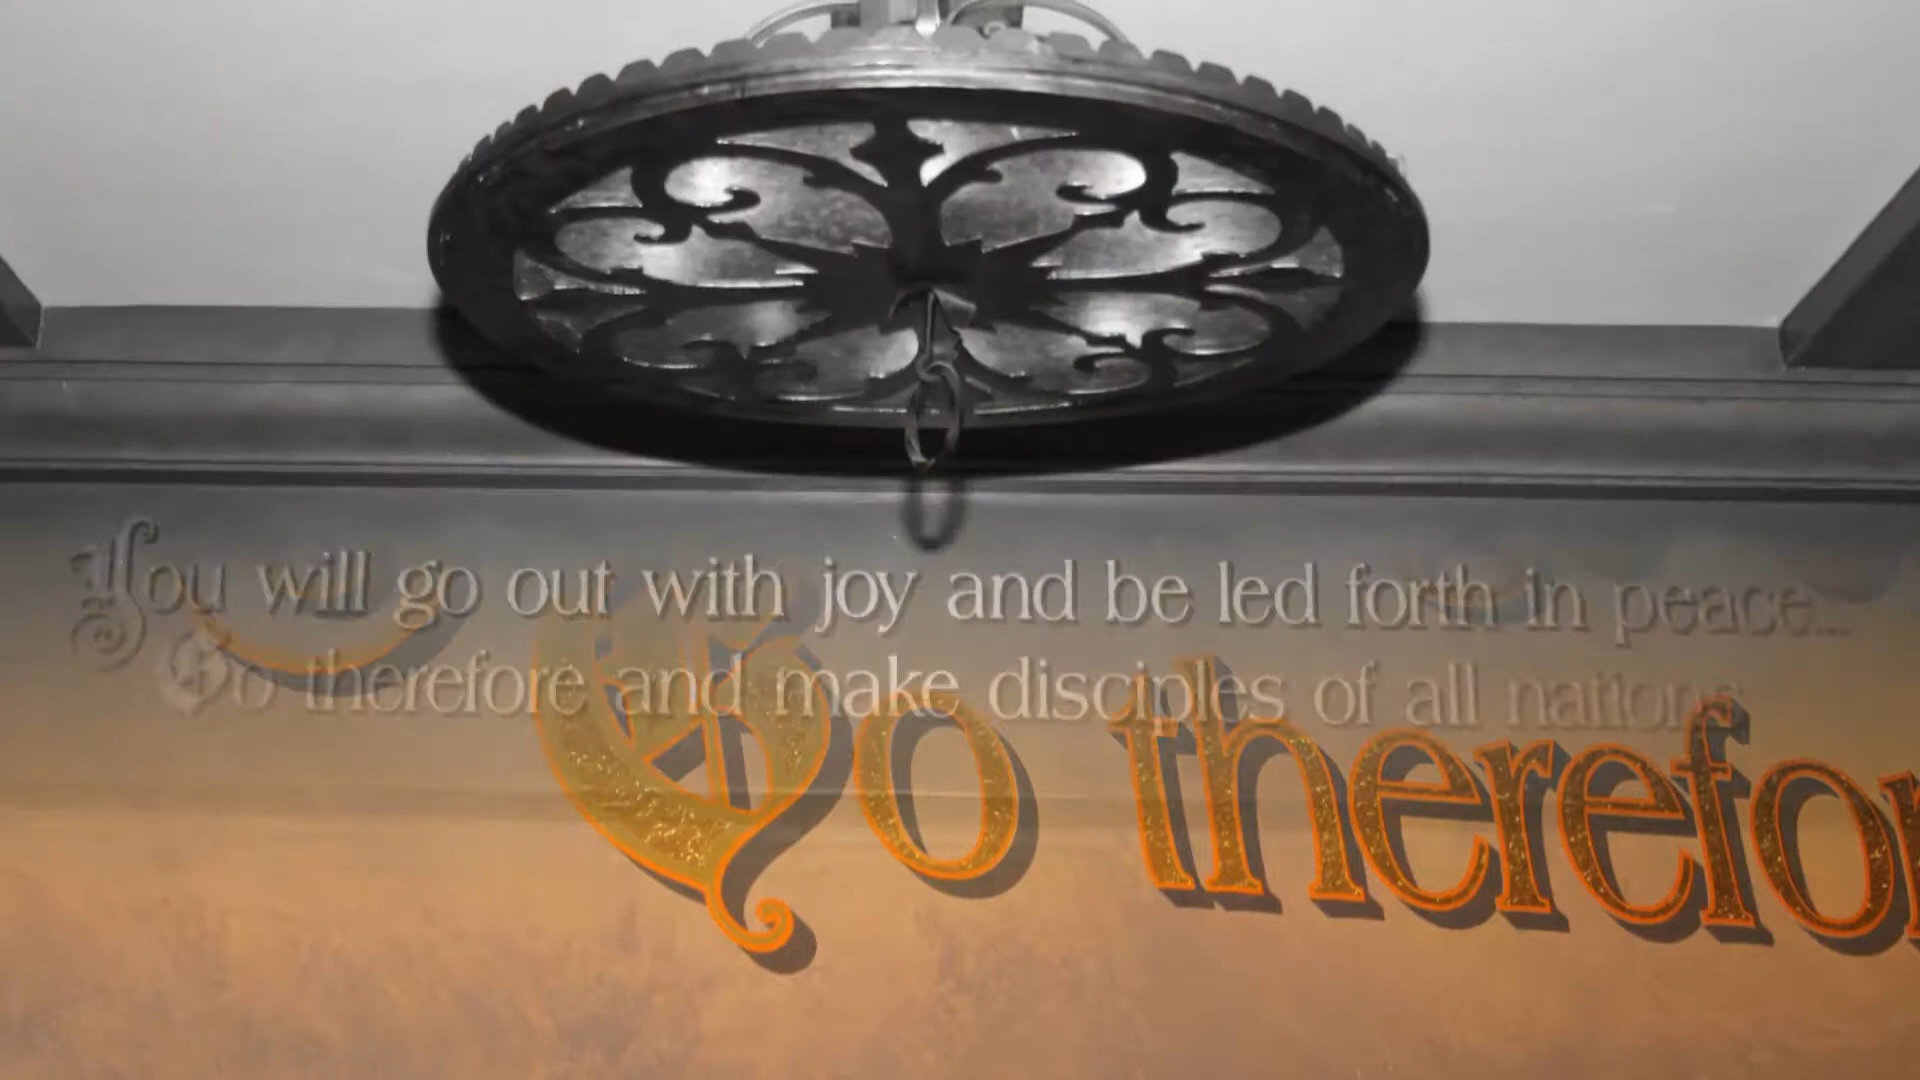 You will go out with joy and be led forth in peace...
Go therefore and make disciples of all nations
Go therefor